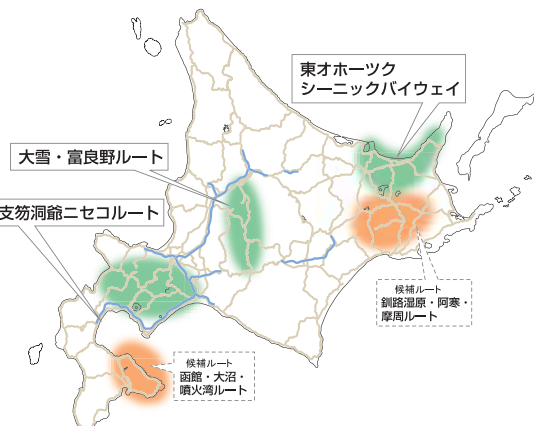 東オホーツク
シーニックバイウェイ
大雪・富良野ルート
支笏洞爺ニセコルート
候補ルート
釧路湿原・阿寒・
摩周ルート
候補ルート
函館・大沼・
噴火湾ルート